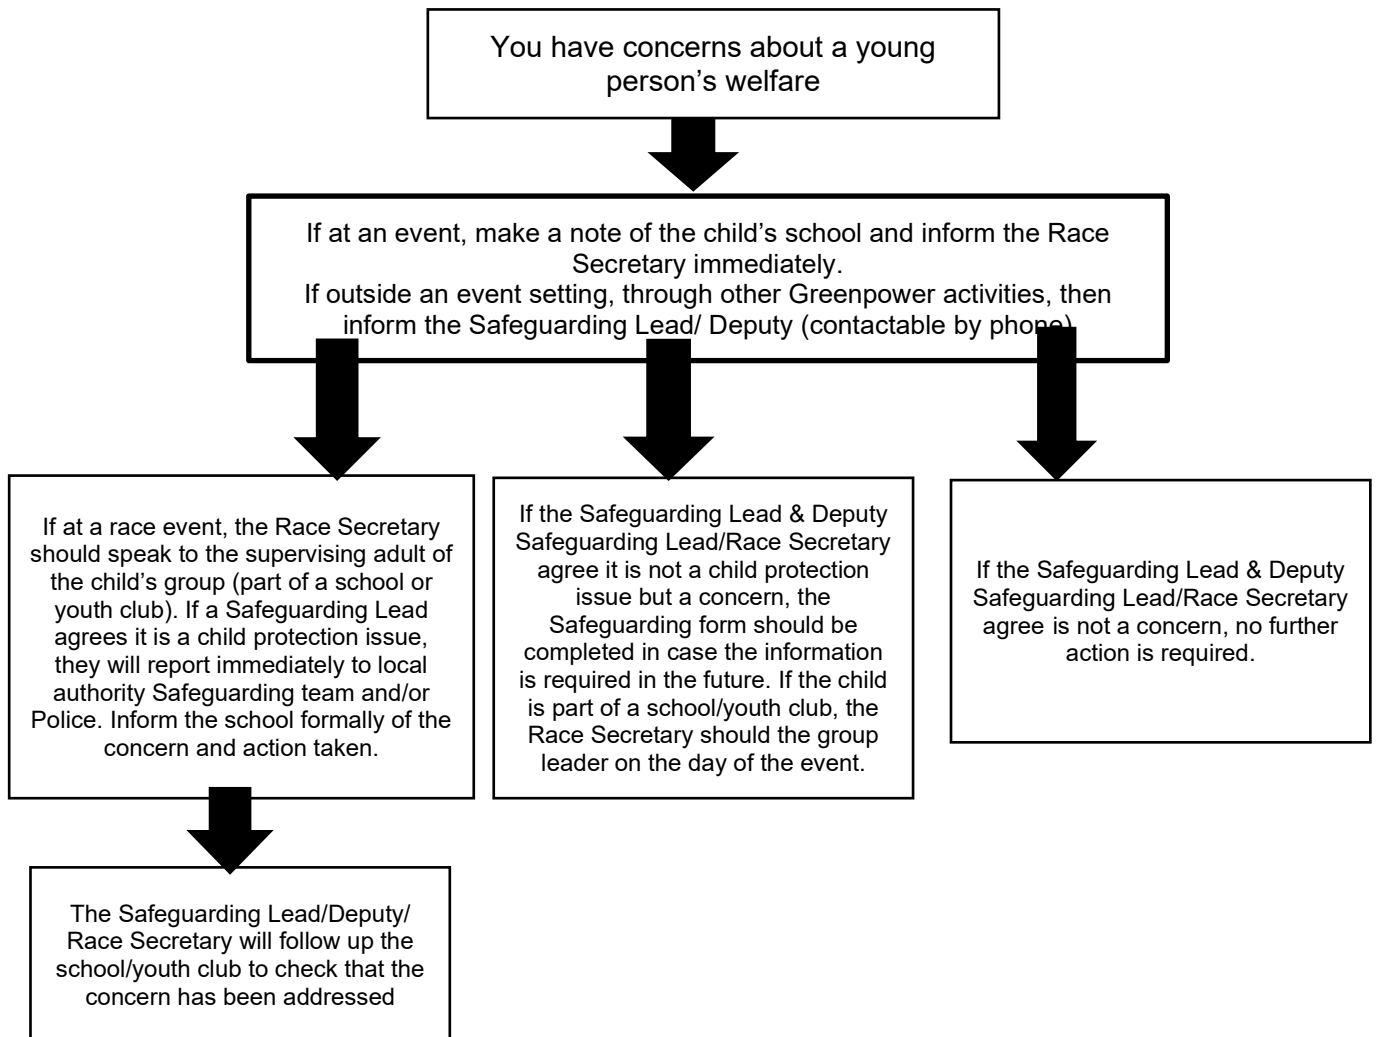 You have concerns about a young
person’s welfare
If at an event, make a note of the child’s school and inform the Race
Secretary immediately.
If outside an event setting, through other Greenpower activities, then
inform the Safeguarding Lead/ Deputy (contactable by phone)
If at a race event, the Race Secretary
should speak to the supervising adult of
the child’s group (part of a school or
youth club). If a Safeguarding Lead
agrees it is a child protection issue,
they will report immediately to local
authority Safeguarding team and/or
Police. Inform the school formally of the
concern and action taken.
If the Safeguarding Lead & Deputy
Safeguarding Lead/Race Secretary
agree it is not a child protection
issue but a concern, the
Safeguarding form should be
completed in case the information
is required in the future. If the child
is part of a school/youth club, the
Race Secretary should the group
leader on the day of the event.
If the Safeguarding Lead & Deputy
Safeguarding Lead/Race Secretary
agree is not a concern, no further
action is required.
The Safeguarding Lead/Deputy/
Race Secretary will follow up the
school/youth club to check that the
concern has been addressed